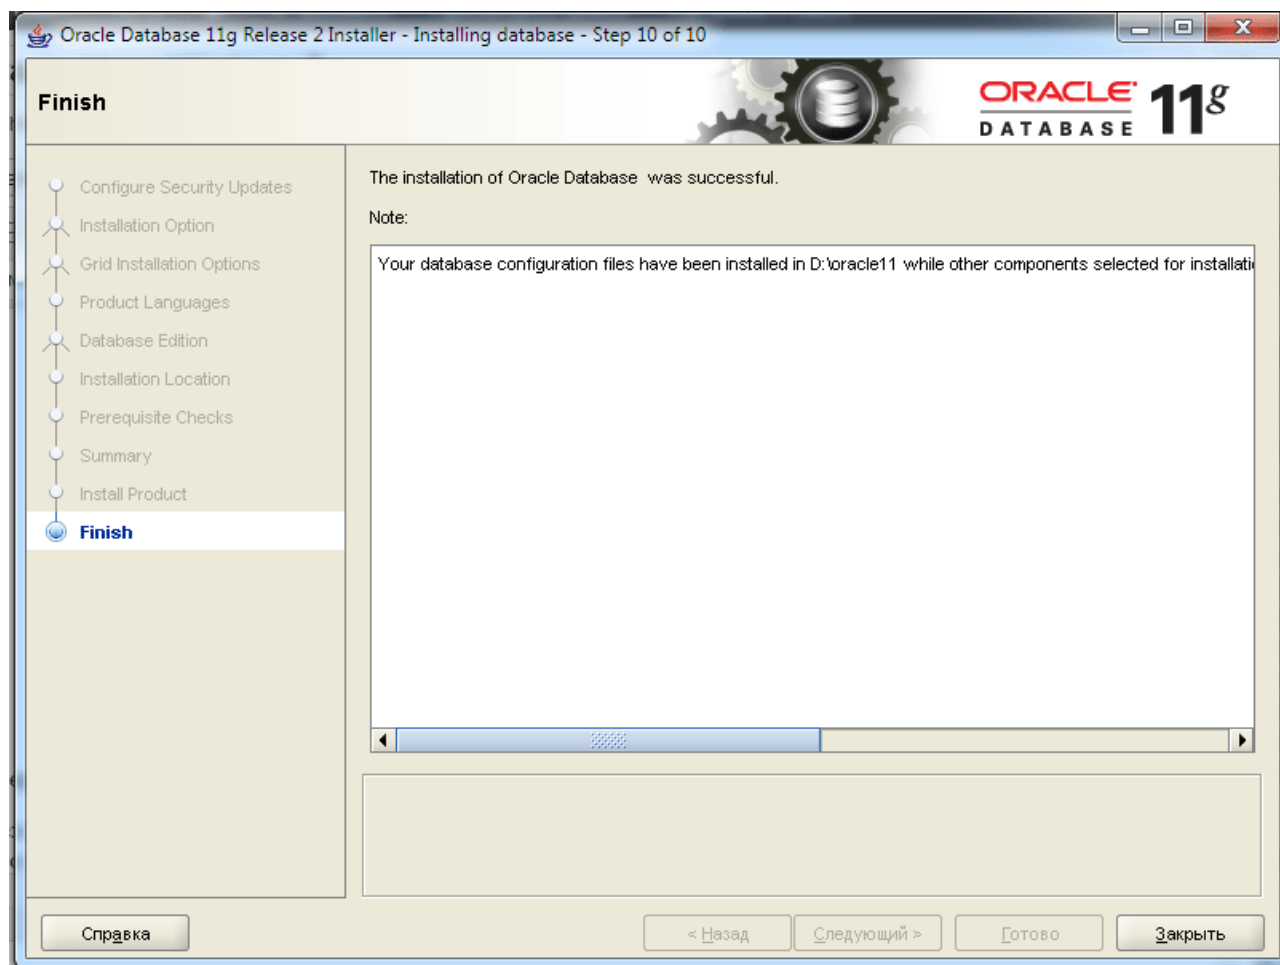 Oracle Database 11g Release 2 Installer - Installing database - Step 10 of 10
Finish
ORACLE
DATABASE
11g
Configure Security Updates
Installation Option
Grid Installation Options
Product Languages
Database Edition
Installation Location
Prerequisite Checks
Summary
Install Product
Finish
The installation of Oracle Database was successful.
Note:
Your database configuration files have been installed in D:\oracle11 while other components selected for installati
Справка
< Назад
Следующий >
Готово
Закрыть